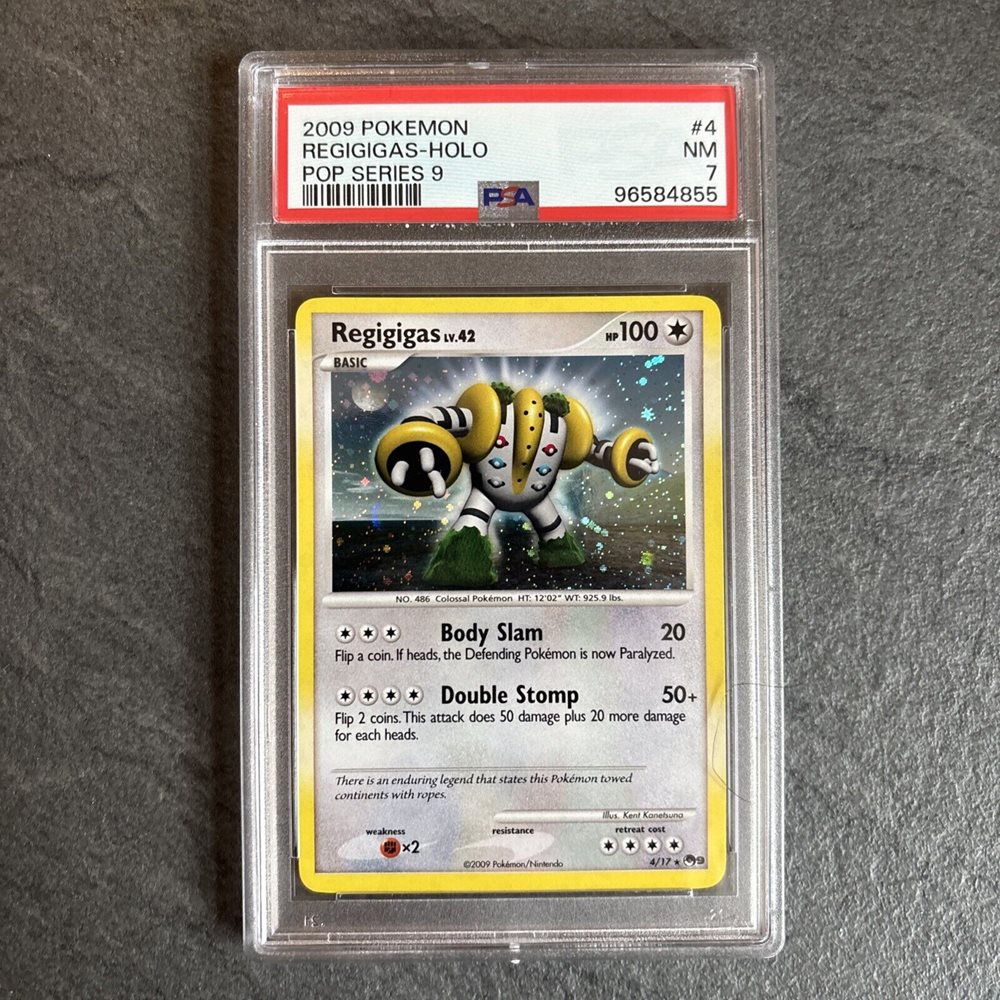 2009 POKEMON #4
REGIGIGAS-HOLO NM
POP SERIES 9 7
PSA 96584855
Regigigas LV.42 HP 100
BASIC
NO. 486 Colossal Pokémon HT: 12'02" WT: 925.9 lbs.
Body Slam 20
Flip a coin. If heads, the Defending Pokémon is now Paralyzed.
Double Stomp 50+
Flip 2 coins. This attack does 50 damage plus 20 more damage
for each heads.
There is an enduring legend that states this Pokémon towed
continents with ropes.
Illus. Kent Kanetsuna
weakness resistance retreat cost
×2
©2009 Pokémon/Nintendo 4/17 ★ 9